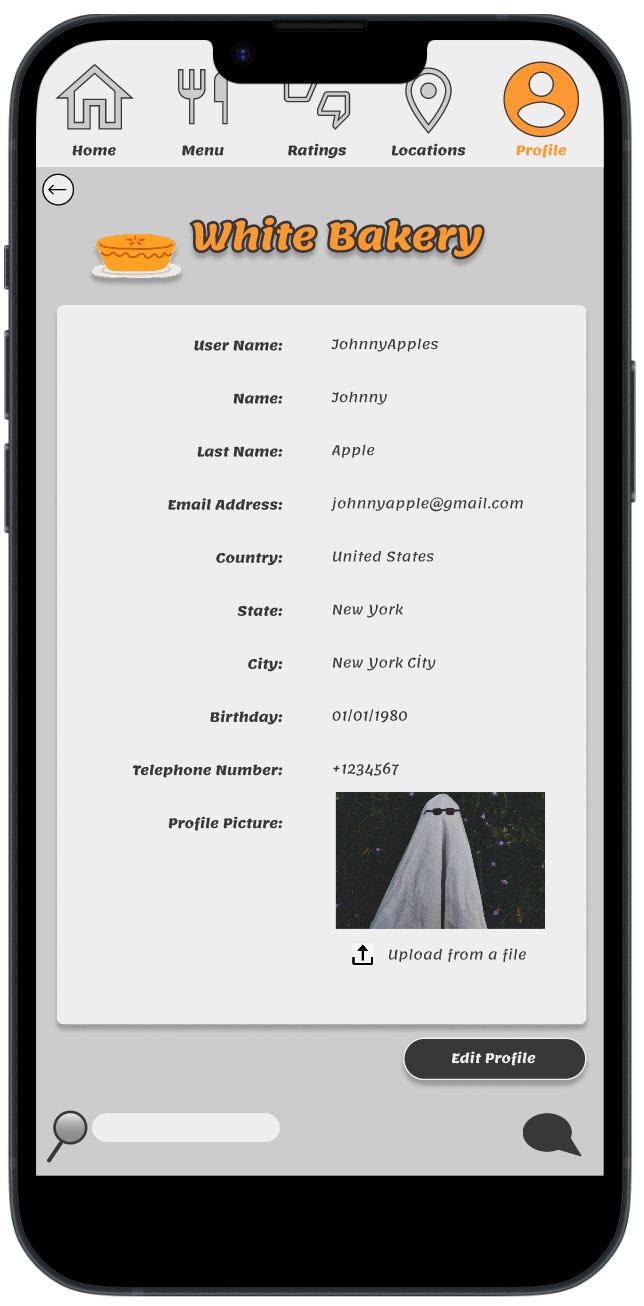 Home Menu Ratings Locations Profile
White Bakery
User Name: JohnnyApples
Name: Johnny
Last Name: Apple
Email Address: johnnyapple@gmail.com
Country: United States
State: New York
City: New York City
Birthday: 01/01/1980
Telephone Number: +1234567
Profile Picture:
Upload from a file
Edit Profile